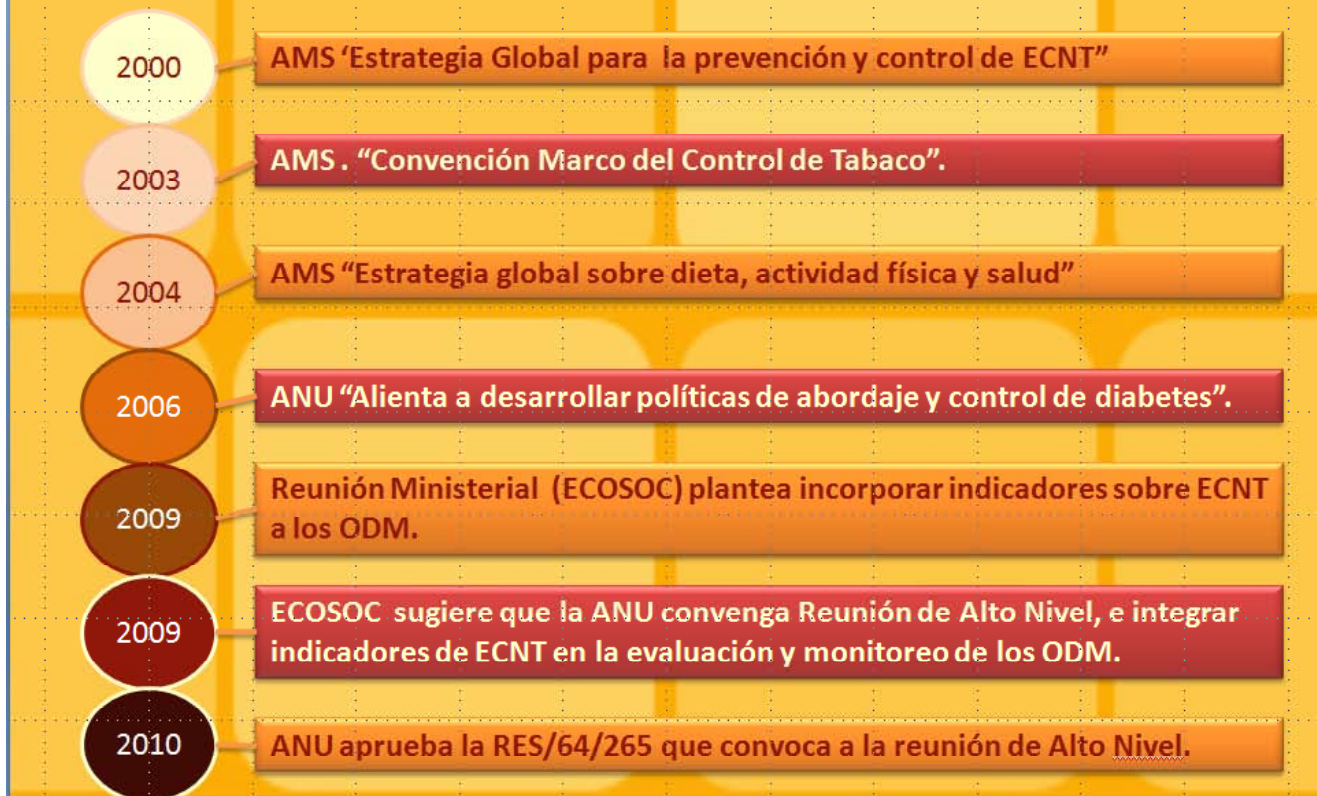 2000
AMS ‘Estrategia Global para la prevención y control de ECNT”
2003
AMS . “Convención Marco del Control de Tabaco”.
2004
AMS “Estrategia global sobre dieta, actividad física y salud”
2006
ANU “Alienta a desarrollar políticas de abordaje y control de diabetes”.
2009
Reunión Ministerial (ECOSOC) plantea incorporar indicadores sobre ECNT
a los ODM.
2009
ECOSOC sugiere que la ANU convenga Reunión de Alto Nivel, e integrar
indicadores de ECNT en la evaluación y monitoreo de los ODM.
2010
ANU aprueba la RES/64/265 que convoca a la reunión de Alto Nivel.